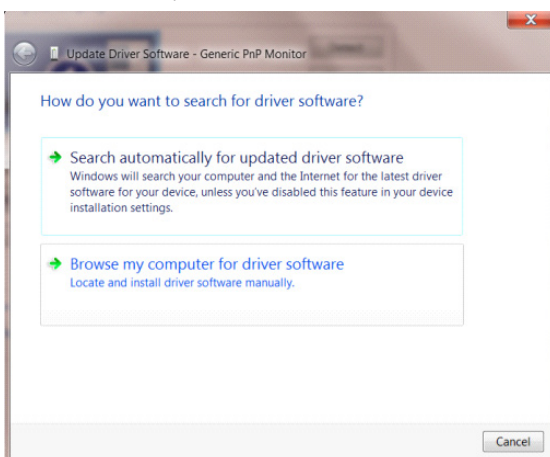 Update Driver Software - Generic PnP Monitor
How do you want to search for driver software?
Search automatically for updated driver software
Windows will search your computer and the Internet for the latest driver
software for your device, unless you've disabled this feature in your device
installation settings.
Browse my computer for driver software
Locate and install driver software manually.
Cancel